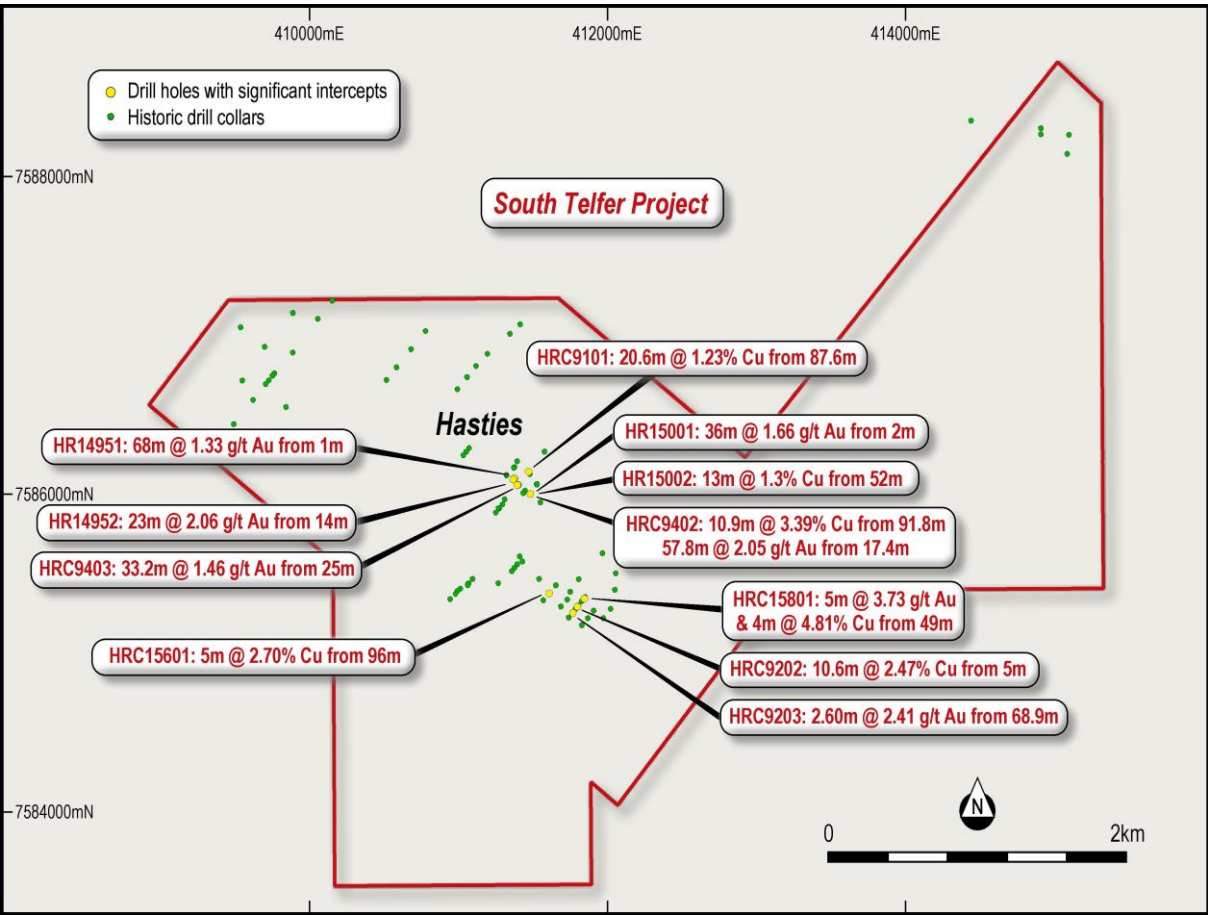 410000mE
412000mE
414000mE
Drill holes with significant intercepts
Historic drill collars
7588000mN
South Telfer Project
HRC9101: 20.6m @ 1.23% Cu from 87.6m
Hasties
HR14951: 68m @ 1.33 g/t Au from 1m
HR15001: 36m @ 1.66 g/t Au from 2m
HR15002: 13m @ 1.3% Cu from 52m
7586000mN
HR14952: 23m @ 2.06 g/t Au from 14m
HRC9402: 10.9m @ 3.39% Cu from 91.8m
57.8m @ 2.05 g/t Au from 17.4m
HRC9403: 33.2m @ 1.46 g/t Au from 25m
HRC15801: 5m @ 3.73 g/t Au
& 4m @ 4.81% Cu from 49m
HRC15601: 5m @ 2.70% Cu from 96m
HRC9202: 10.6m @ 2.47% Cu from 5m
HRC9203: 2.60m @ 2.41 g/t Au from 68.9m
7584000mN
N
0
2km